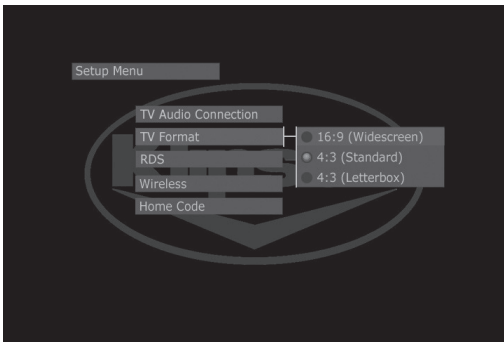 Setup Menu
TV Audio Connection
TV Format
16:9 (Widescreen)
RDS
4:3 (Standard)
Wireless
4:3 (Letterbox)
Home Code